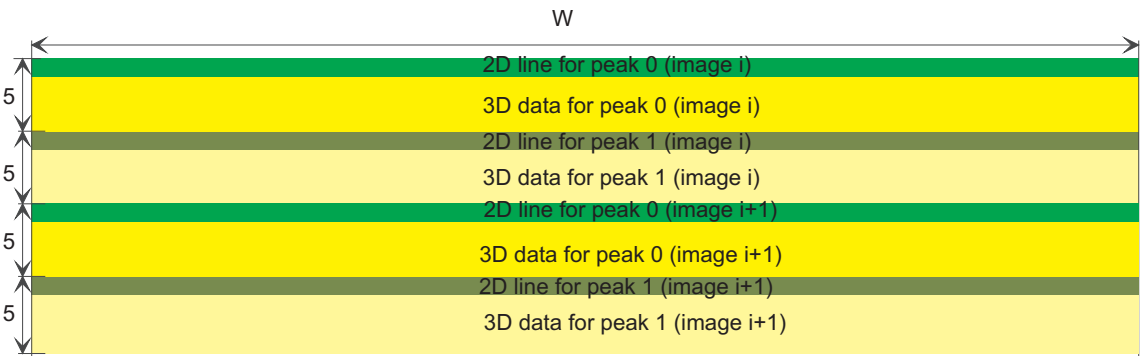 W
2D line for peak 0 (image i)
5
3D data for peak 0 (image i)
2D line for peak 1 (image i)
5
3D data for peak 1 (image i)
2D line for peak 0 (image i+1)
5
3D data for peak 0 (image i+1)
2D line for peak 1 (image i+1)
5
3D data for peak 1 (image i+1)